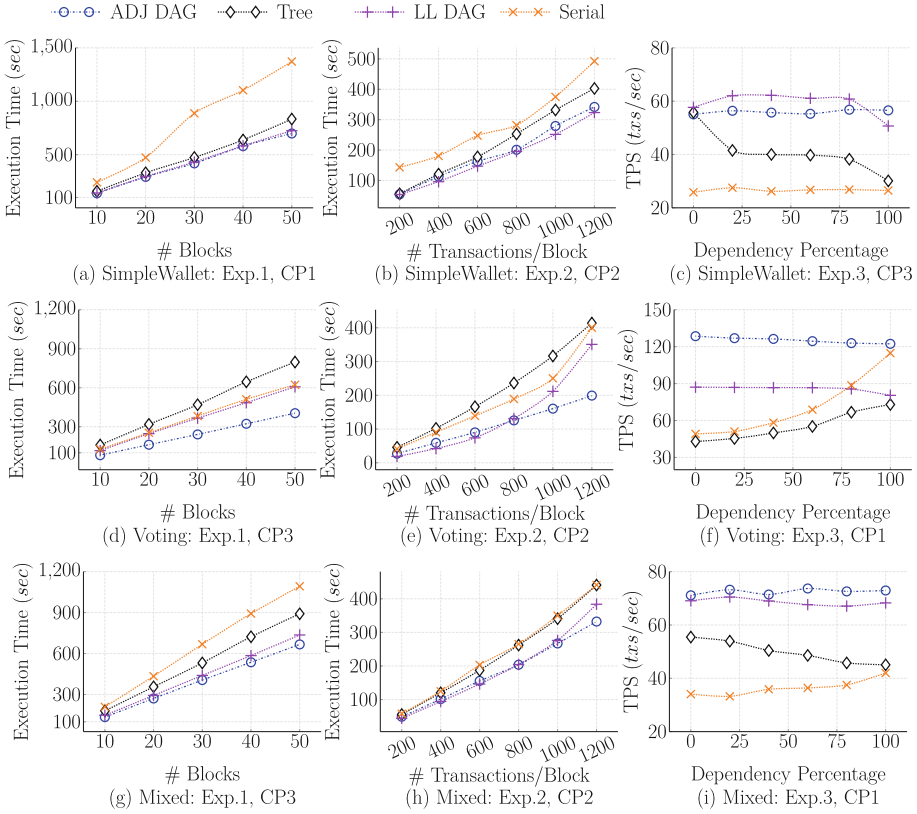 ADJ DAG Tree LL DAG Serial
Execution Time (sec)
1,500
1,000
500
100
10 20 30 40 50
# Blocks
(a) SimpleWallet: Exp.1, CP1
Execution Time (sec)
500
400
300
200
100
200 400 600 800 1000 1200
# Transactions/Block
(b) SimpleWallet: Exp.2, CP2
TPS (txs/sec)
80
60
40
20
0 25 50 75 100
Dependency Percentage
(c) SimpleWallet: Exp.3, CP3
Execution Time (sec)
1,200
900
600
300
100
10 20 30 40 50
# Blocks
(d) Voting: Exp.1, CP3
Execution Time (sec)
400
300
200
100
0
200 400 600 800 1000 1200
# Transactions/Block
(e) Voting: Exp.2, CP2
TPS (txs/sec)
150
120
90
60
30
0 25 50 75 100
Dependency Percentage
(f) Voting: Exp.3, CP1
Execution Time (sec)
1,200
900
600
300
100
10 20 30 40 50
# Blocks
(g) Mixed: Exp.1, CP3
Execution Time (sec)
400
300
200
100
200 400 600 800 1000 1200
# Transactions/Block
(h) Mixed: Exp.2, CP2
TPS (txs/sec)
80
60
40
20
0 25 50 75 100
Dependency Percentage
(i) Mixed: Exp.3, CP1